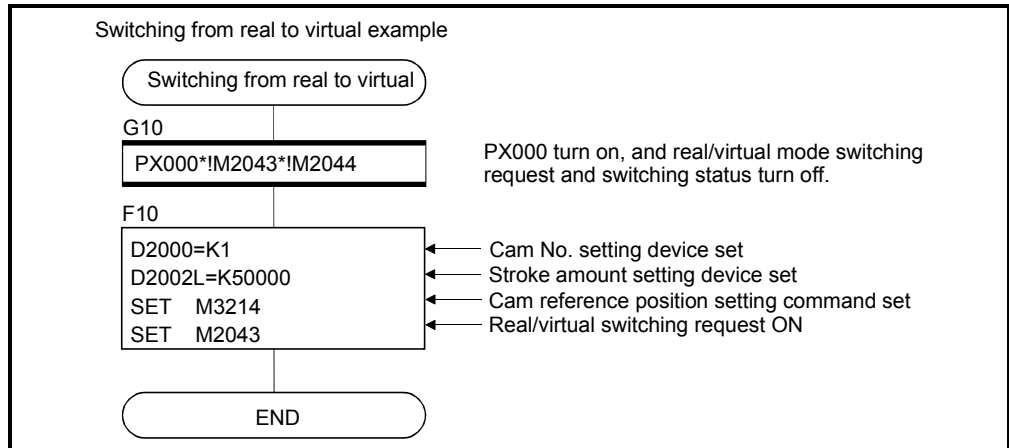 Switching from real to virtual example
Switching from real to virtual
G10
PX000*!M2043*!M2044
PX000 turn on, and real/virtual mode switching
request and switching status turn off.
F10
D2000=K1
Cam No. setting device set
D2002L=K50000
Stroke amount setting device set
SET M3214
Cam reference position setting command set
SET M2043
Real/virtual switching request ON
END